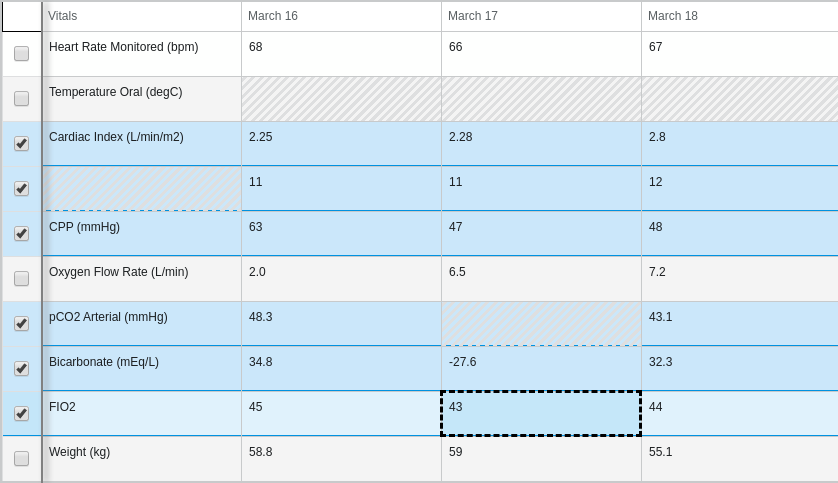 Vitals March 16 March 17 March 18
Heart Rate Monitored (bpm) 68 66 67
Temperature Oral (degC)
Cardiac Index (L/min/m2) 2.25 2.28 2.8
11 11 12
CPP (mmHg) 63 47 48
Oxygen Flow Rate (L/min) 2.0 6.5 7.2
pCO2 Arterial (mmHg) 48.3 43.1
Bicarbonate (mEq/L) 34.8 -27.6 32.3
FIO2 45 43 44
Weight (kg) 58.8 59 55.1